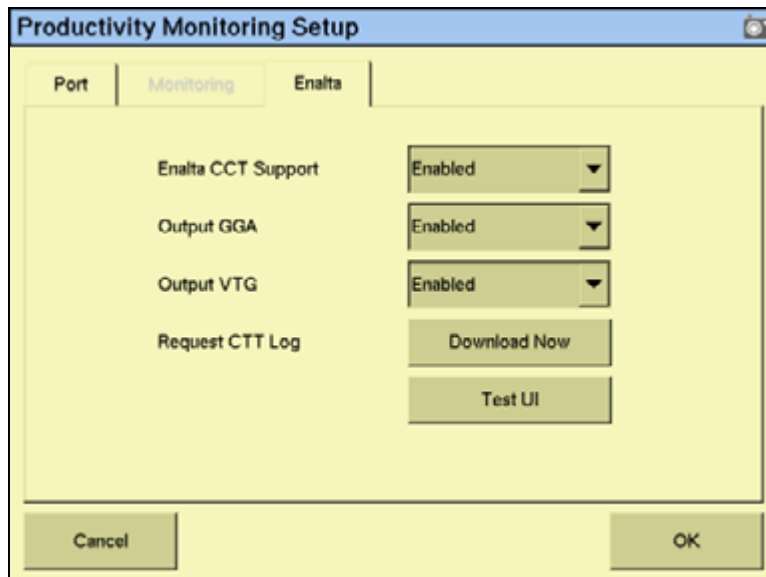 Productivity Monitoring Setup
Port Monitoring Enalta
Enalta CCT Support Enabled
Output GGA Enabled
Output VTG Enabled
Request CTT Log Download Now
Test UI
Cancel OK